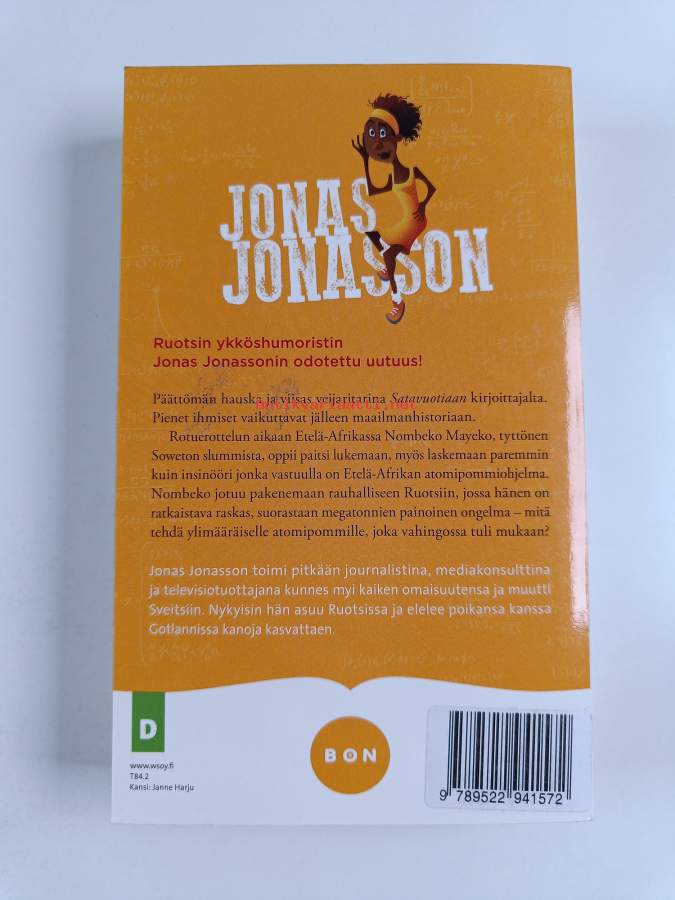 JONAS
JONASSON
Ruotsin ykköshumoristin
Jonas Jonassonin odotettu uutuus!
Päättömän hauska ja viisas veijaritarina Satavuotiaan kirjoittajalta.
antikvariaatti.net
Pienet ihmiset vaikuttavat jälleen maailmanhistoriaan.
Rotuerottelun aikaan Etelä-Afrikassa Nombeko Mayeko, tyttönen
Soweton slummista, oppii paitsi lukemaan, myös laskemaan paremmin
kuin insinööri jonka vastuulla on Etelä-Afrikan atomipommiohjelma.
Nombeko jotuu pakenemaan rauhalliseen Ruotsiin, jossa hänen on
ratkaistava raskas, suorastaan megatonnien painoinen ongelma – mitä
tehdä ylimääräiselle atomipommille, joka vahingossa tuli mukaan?
Jonas Jonasson toimi pitkään journalistina, mediakonsulttina
ja televisiotuottajana kunnes myi kaiken omaisuutensa ja muutti
Sveitsiin. Nykyisin hän asuu Ruotsissa ja elelee poikansa kanssa
Gotlannissa kanoja kasvattaen.
D
BON
www.wsoy.fi
T84.2
Kansi: Janne Harju
9 789522 941572